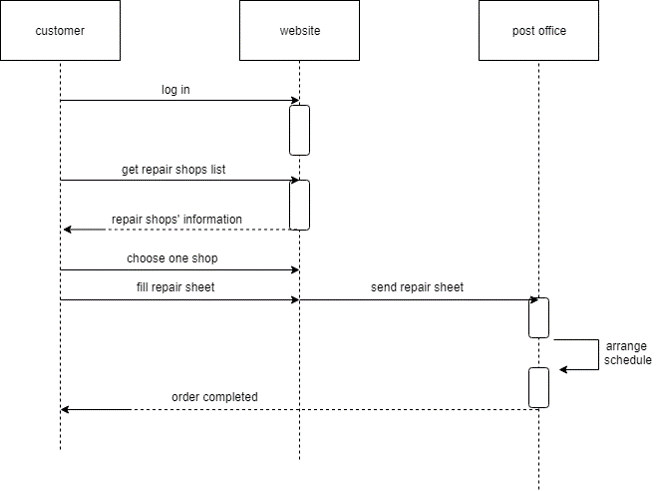 customer
website
post office
log in
get repair shops list
repair shops' information
choose one shop
fill repair sheet
send repair sheet
arrange
schedule
order completed